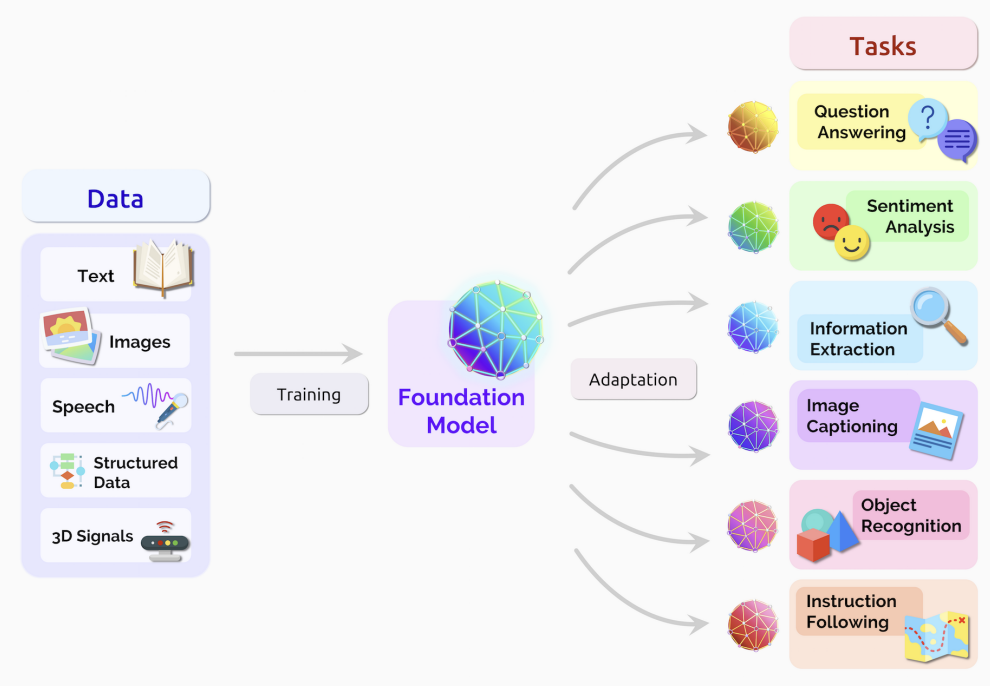 Data
Text
Images
Speech
Structured
Data
3D Signals
Training
Foundation
Model
Adaptation
Tasks
Question
Answering
?
Sentiment
Analysis
Information
Extraction
Image
Captioning
Object
Recognition
Instruction
Following